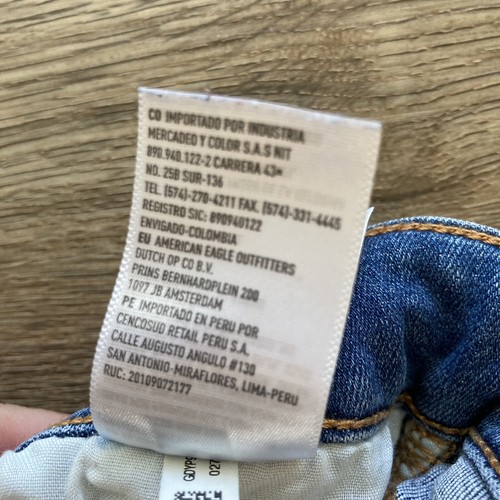 CO IMPORTADO POR INDUSTRIA
MERCADEO Y COLOR S.A.S NIT
890.940.122-2 CARRERA 43ª
NO. 25B SUR-136
TEL. (574)-270-4211 FAX. (574)-331-4445
REGISTRO SIC: 890940122
ENVIGADO-COLOMBIA
EU AMERICAN EAGLE OUTFITTERS
DUTCH OP CO B.V.
PRINS BERNHARDPLEIN 200
1097 JB AMSTERDAM
PE IMPORTADO EN PERU POR
CENCOSUD RETAIL PERU S.A.
CALLE AUGUSTO ANGULO #130
SAN ANTONIO-MIRAFLORES, LIMA-PERU
RUC: 20109072177